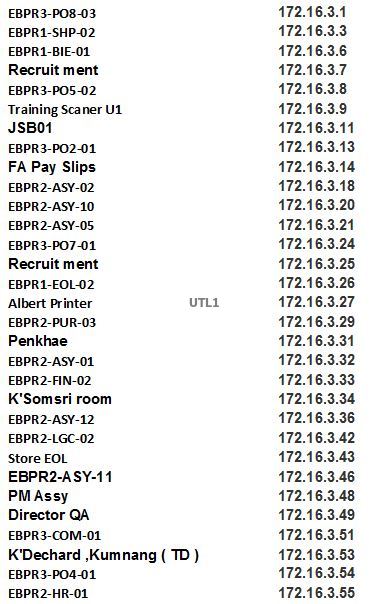 EBPR3-PO8-03 172.16.3.1
EBPR1-SHP-02 172.16.3.3
EBPR1-BIE-01 172.16.3.6
Recruit ment 172.16.3.7
EBPR3-PO5-02 172.16.3.8
Training Scaner U1 172.16.3.9
JSB01 172.16.3.11
EBPR3-PO2-01 172.16.3.13
FA Pay Slips 172.16.3.14
EBPR2-ASY-02 172.16.3.18
EBPR2-ASY-10 172.16.3.20
EBPR2-ASY-05 172.16.3.21
EBPR3-PO7-01 172.16.3.24
Recruit ment 172.16.3.25
EBPR1-EOL-02 172.16.3.26
Albert Printer UTL1 172.16.3.27
EBPR2-PUR-03 172.16.3.29
Penkhae 172.16.3.31
EBPR2-ASY-01 172.16.3.32
EBPR2-FIN-02 172.16.3.33
K'Somsri room 172.16.3.34
EBPR2-ASY-12 172.16.3.36
EBPR2-LGC-02 172.16.3.42
Store EOL 172.16.3.43
EBPR2-ASY-11 172.16.3.46
PM Assy 172.16.3.48
Director QA 172.16.3.49
EBPR3-COM-01 172.16.3.51
K'Dechard ,Kumnang ( TD ) 172.16.3.53
EBPR3-PO4-01 172.16.3.54
EBPR2-HR-01 172.16.3.55